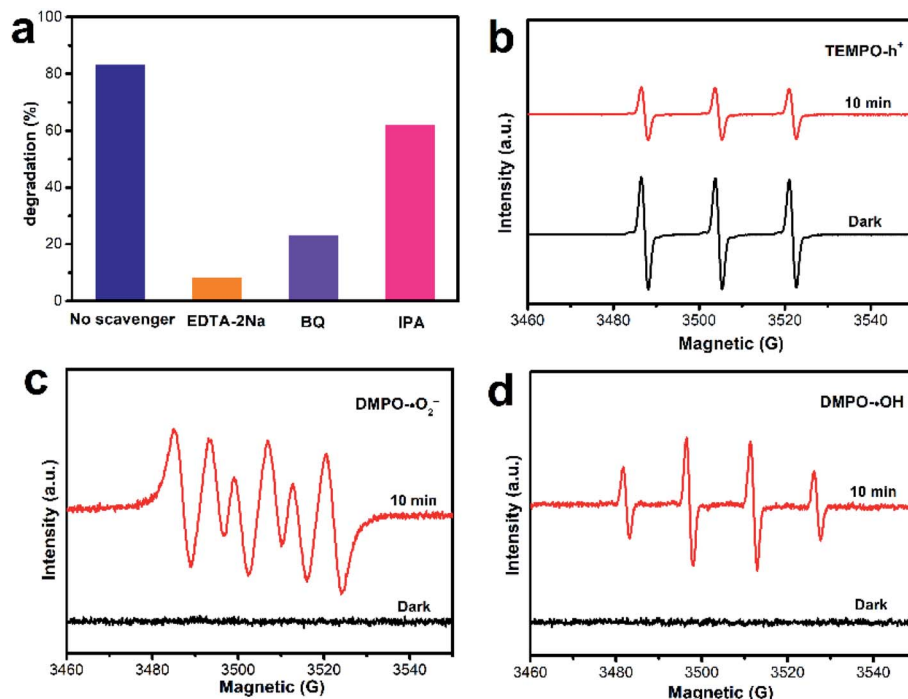 a
100
80
60
40
20
0
degradation (%)
No scavenger EDTA-2Na BQ IPA
b
TEMPO-h⁺
10 min
Dark
Intensity (a.u.)
3460 3480 3500 3520 3540
Magnetic (G)
c
DMPO-•O₂⁻
10 min
Dark
Intensity (a.u.)
3460 3480 3500 3520 3540
Magnetic (G)
d
DMPO-•OH
10 min
Dark
Intensity (a.u.)
3460 3480 3500 3520 3540
Magnetic (G)